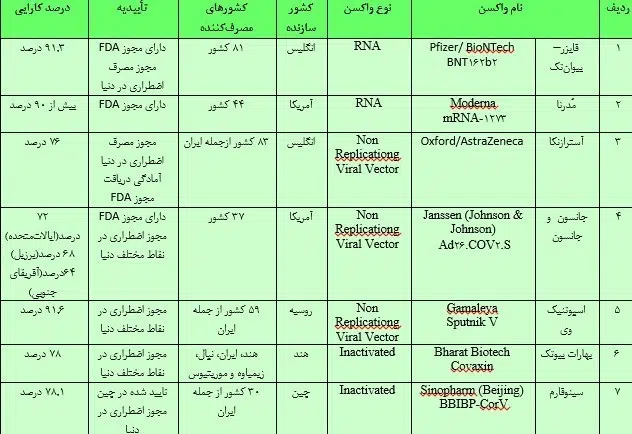 ردیف
نام واکسن
نوع واکسن
کشور
سازنده
کشورهای
مصرف‌کننده
تأییدیه
درصد کارایی
۱
فایزر–
بیوان‌تک
Pfizer/ BioNTech
BNT۱۶۲b۲
RNA
انگلیس
۸۱ کشور
دارای مجوز FDA
مجوز مصرف
اضطراری در دنیا
۹۱.۳ درصد
۲
مّدرنا
Moderna
mRNA-۱۲۷۳
RNA
آمریکا
۴۴ کشور
دارای مجوز FDA
بیش از ۹۰ درصد
۳
آسترازنکا
Oxford/AstraZeneca
Non
Replicationg
Viral Vector
انگلیس
۸۳ کشور ازجمله ایران
مجوز مصرف
اضطراری در دنیا
آمادگی دریافت
مجوز FDA
۷۶ درصد
۴
جانسون و
جانسون
Janssen (Johnson &
Johnson)
Ad۲۶.COV۲.S
Non
Replicationg
Viral Vector
آمریکا
۳۷ کشور
دارای مجوز FDA
مجوز اضطراری در
نقاط مختلف دنیا
۷۲
درصد(ایالات‌متحده)
۶۸ درصد(برزیل)
۶۴درصد(آفریقای
جنوبی)
۵
اسپوتنیک
وی
Gamaleya
Sputnik V
Non
Replicationg
Viral Vector
روسیه
۵۹ کشور از جمله
ایران
مجوز اضطراری در
نقاط مختلف دنیا
۹۱.۶ درصد
۶
بهارات بیوتک
Bharat Biotech
Covaxin
Inactivated
هند
هند، ایران، نپال،
زیمباوه و موریتیوس
مجوز اضطراری در
نقاط مختلف دنیا
۷۸ درصد
۷
سینوفارم
Sinopharm (Beijing)
BBIBP-CorV
Inactivated
چین
۳۰ کشور از جمله
ایران
تایید شده در چین
مجوز اضطراری در
دنیا
۷۸.۱ درصد